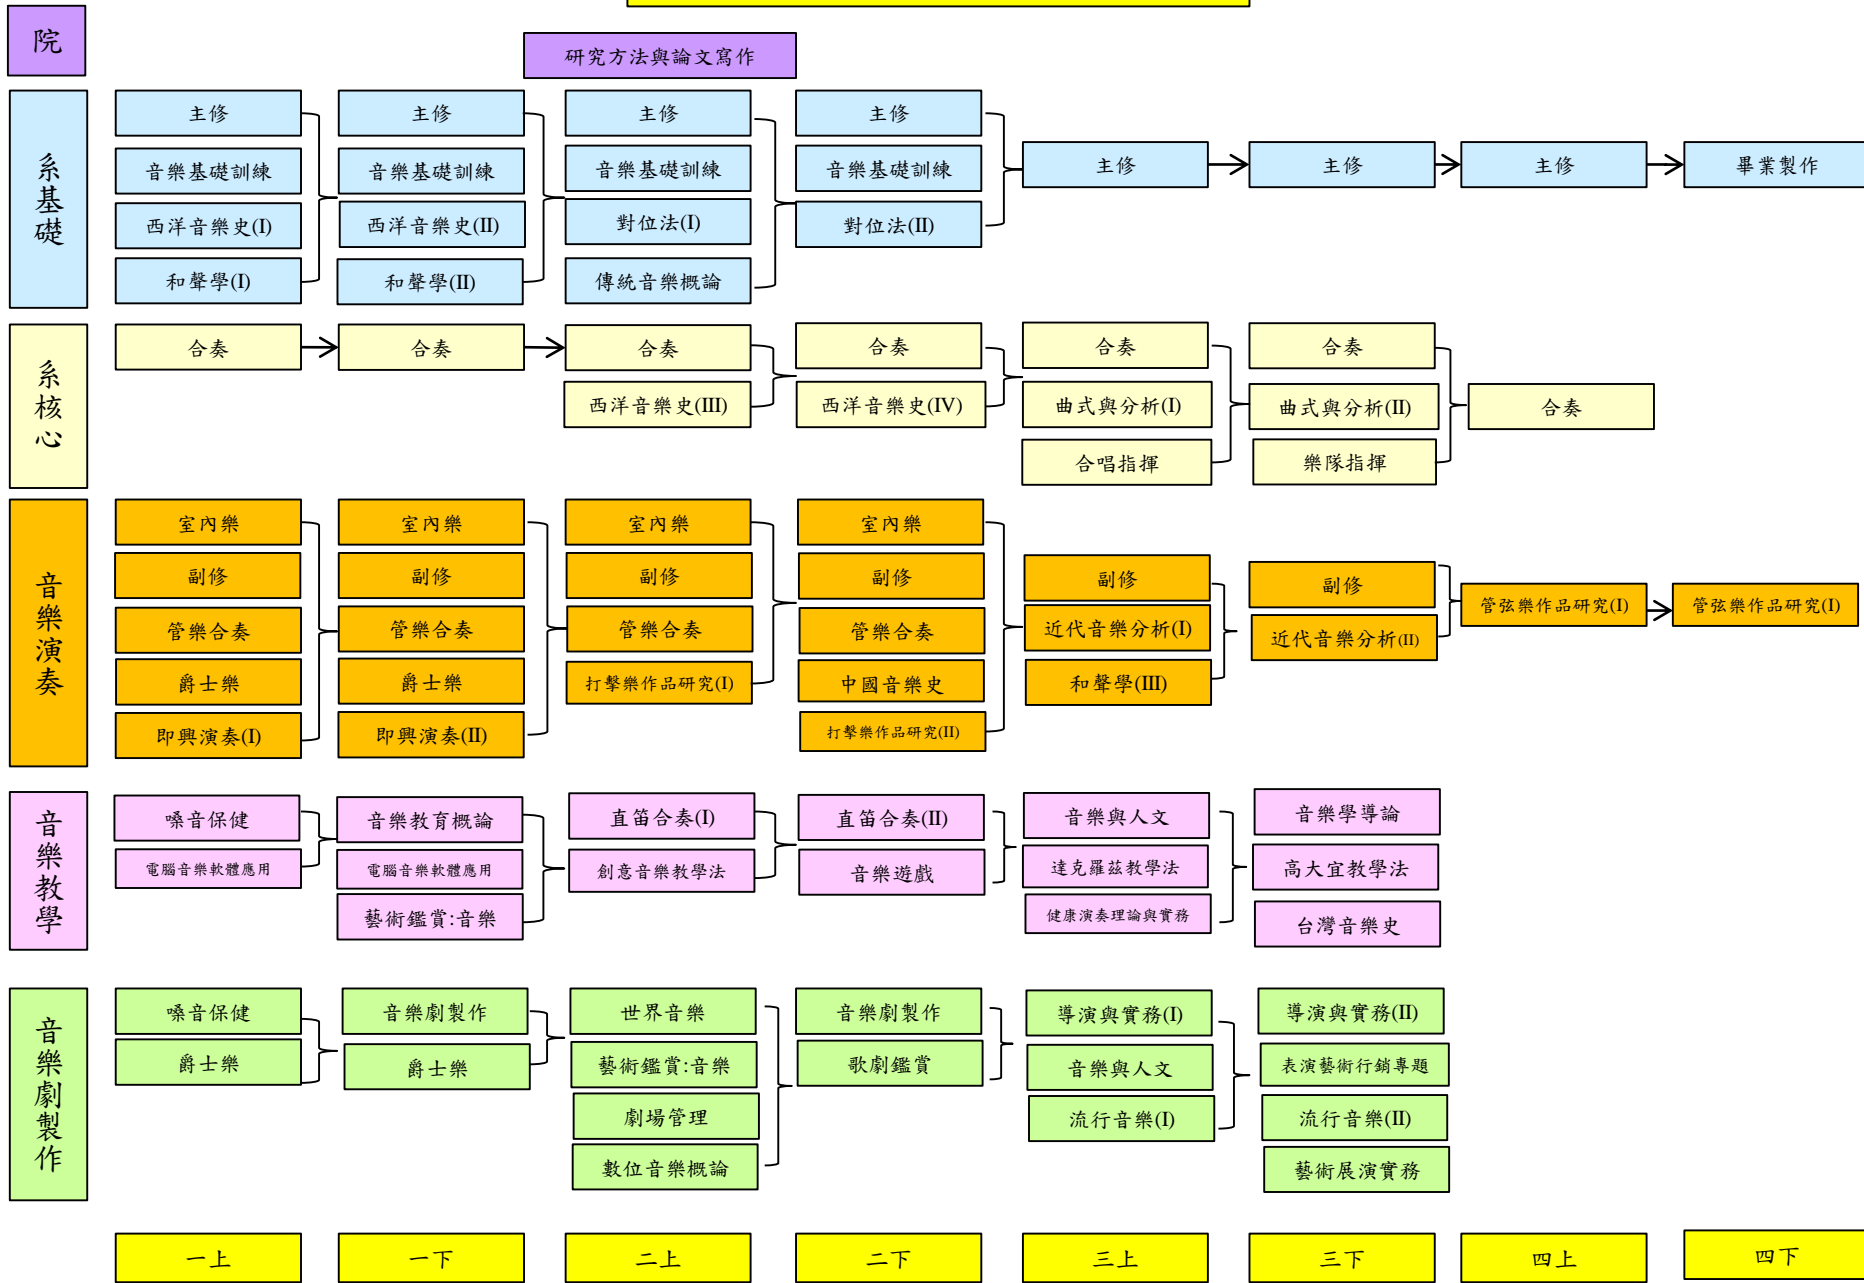 院
研究方法與論文寫作
系基礎
主修
主修
主修
主修
音樂基礎訓練
音樂基礎訓練
音樂基礎訓練
音樂基礎訓練
主修
主修
主修
畢業製作
西洋音樂史(I)
西洋音樂史(II)
對位法(I)
對位法(II)
和聲學(I)
和聲學(II)
傳統音樂概論
系核心
合奏
合奏
合奏
合奏
合奏
合奏
西洋音樂史(III)
西洋音樂史(IV)
曲式與分析(I)
曲式與分析(II)
合奏
合唱指揮
樂隊指揮
音樂演奏
室內樂
室內樂
室內樂
室內樂
副修
副修
副修
副修
副修
副修
管樂合奏
管樂合奏
管樂合奏
管樂合奏
近代音樂分析(I)
近代音樂分析(II)
管弦樂作品研究(I)
管弦樂作品研究(I)
爵士樂
爵士樂
打擊樂作品研究(I)
中國音樂史
和聲學(III)
即興演奏(I)
即興演奏(II)
打擊樂作品研究(II)
音樂教學
嗓音保健
音樂教育概論
直笛合奏(I)
直笛合奏(II)
音樂與人文
音樂學導論
電腦音樂軟體應用
電腦音樂軟體應用
創意音樂教學法
音樂遊戲
達克羅茲教學法
高大宜教學法
藝術鑑賞:音樂
健康演奏理論與實務
台灣音樂史
音樂劇製作
嗓音保健
音樂劇製作
世界音樂
音樂劇製作
導演與實務(I)
導演與實務(II)
爵士樂
爵士樂
藝術鑑賞:音樂
歌劇鑑賞
音樂與人文
表演藝術行銷專題
劇場管理
流行音樂(I)
流行音樂(II)
數位音樂概論
藝術展演實務
一上
一下
二上
二下
三上
三下
四上
四下